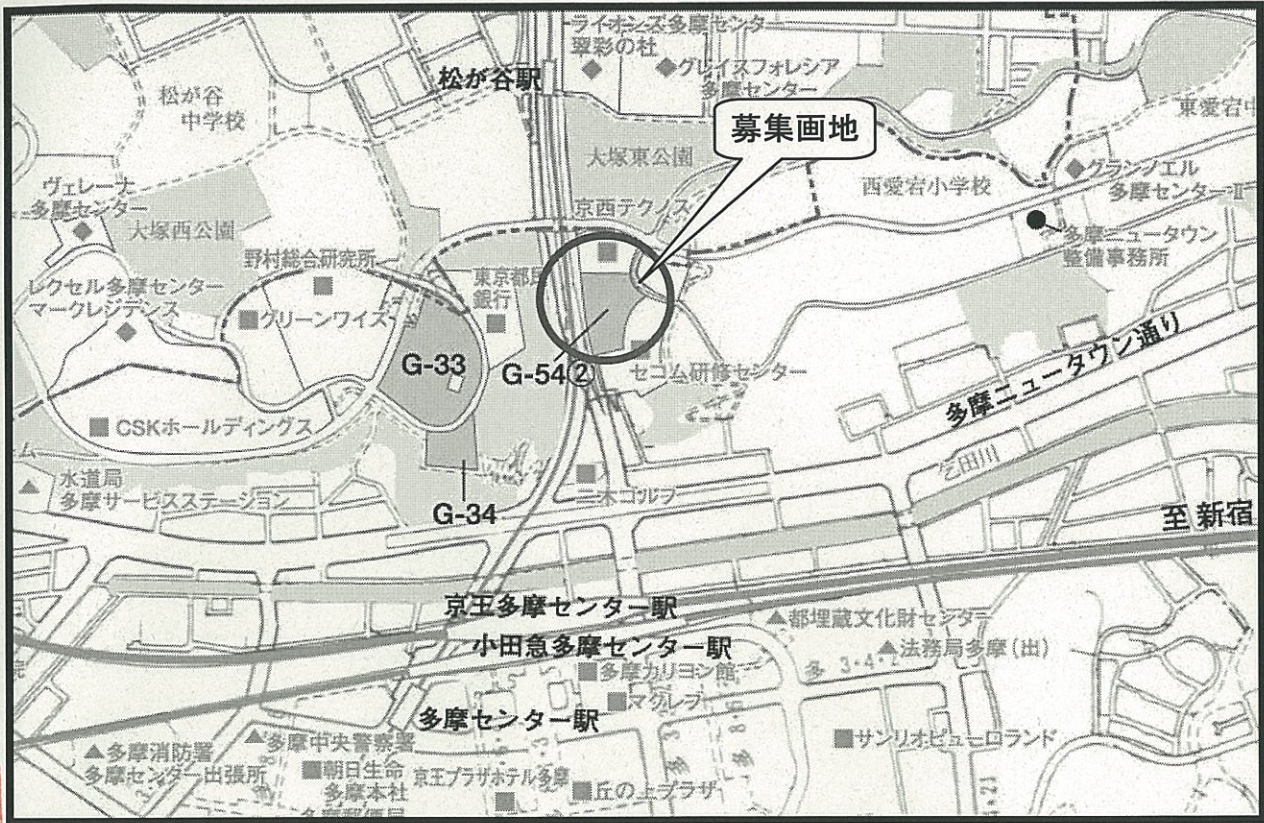 ライオンズ多摩センター
翠彩の杜
グレイスフォレシア
多摩センター
松が谷駅
松が谷
中学校
募集画地
東愛宕中
大塚東公園
西愛宕小学校
グランノエル
多摩センターII
ヴェレーナ
多摩センター
大塚西公園
京西テクノス
多摩ニュータウン
整備事務所
野村総合研究所
東京都民
銀行
レクセル多摩センター
マークレジデンス
グリーンワイズ
G-33
G-54②
セコム研修センター
多摩ニュータウン通り
CSKホールディングス
乞田川
水道局
多摩サービスステーション
二木ゴルフ
G-34
至 新宿
京王多摩センター駅
都埋蔵文化財センター
小田急多摩センター駅
法務局多摩(出)
多摩カリヨン館
多 3・4・2
マグレブ
多摩センター駅
サンリオピューロランド
多摩中央警察署
多摩消防署
多摩センター出張所
朝日生命
多摩本社
京王プラザホテル多摩
丘の上プラザ
多摩郵便局